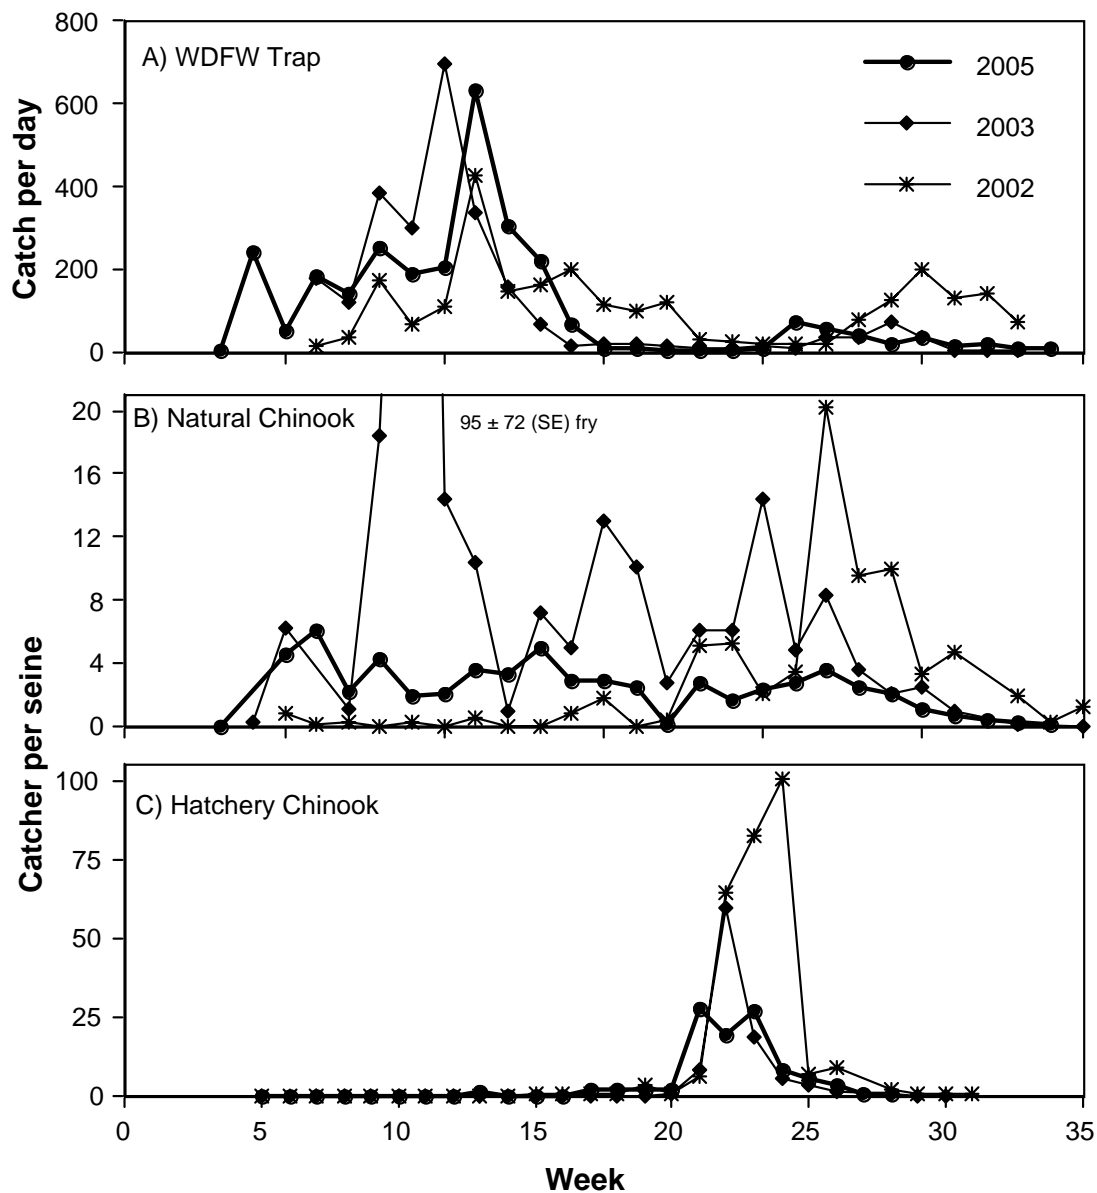 A) WDFW Trap
2005
2003
2002
Catch per day
800
600
400
200
0
B) Natural Chinook
95 ± 72 (SE) fry
20
16
12
8
4
0
Catcher per seine
C) Hatchery Chinook
100
75
50
25
0
0 5 10 15 20 25 30 35
Week